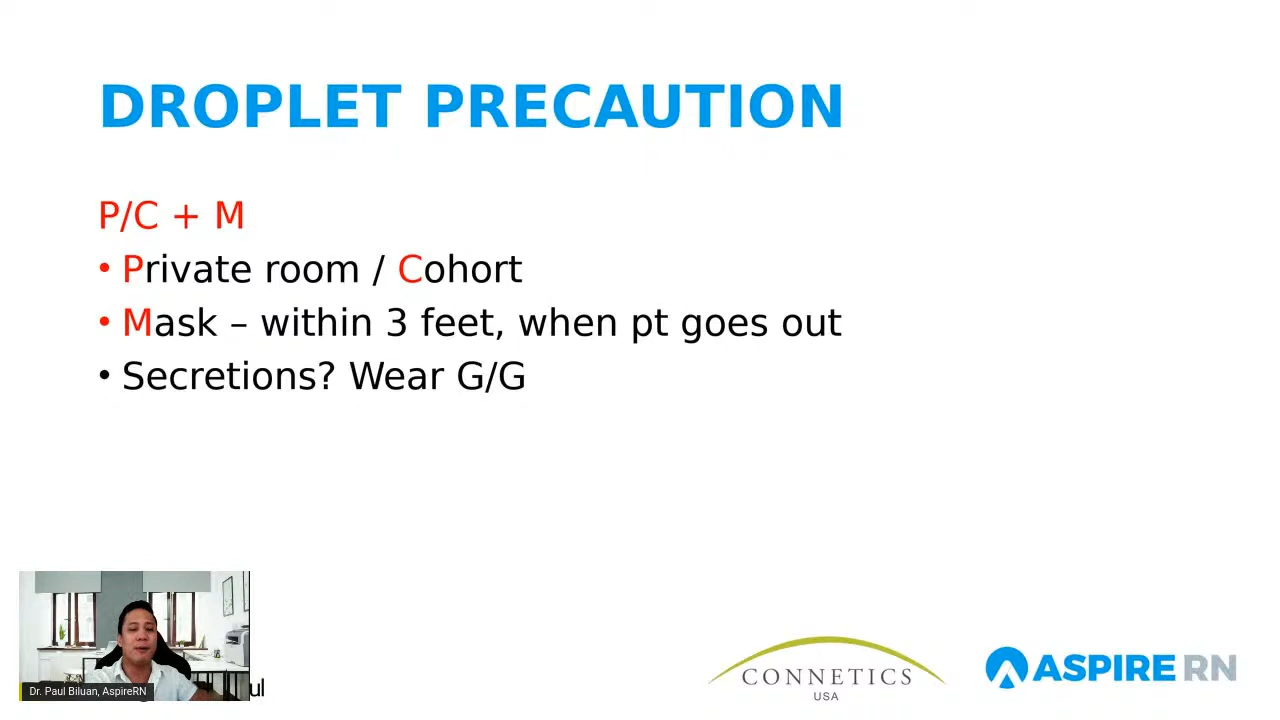 DROPLET PRECAUTION
P/C + M
• Private room / Cohort
• Mask – within 3 feet, when pt goes out
• Secretions? Wear G/G
Dr. Paul Biluan, AspireRN
CONNETICS
USA
ASPIRE RN